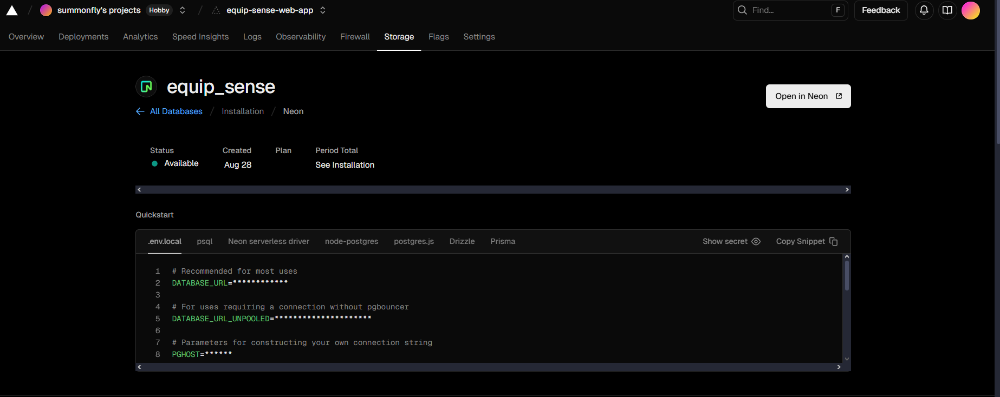 summonfly's projects Hobby equip-sense-web-app Find... F Feedback
Overview Deployments Analytics Speed Insights Logs Observability Firewall Storage Flags Settings
equip_sense
Open in Neon
All Databases / Installation / Neon
Status Created Plan Period Total
Available Aug 28 See Installation
Quickstart
.env.local psql Neon serverless driver node-postgres postgres.js Drizzle Prisma Show secret Copy Snippet
1 # Recommended for most uses
2 DATABASE_URL=************
3
4 # For uses requiring a connection without pgbouncer
5 DATABASE_URL_UNPOOLED=*********************
6
7 # Parameters for constructing your own connection string
8 PGHOST=******